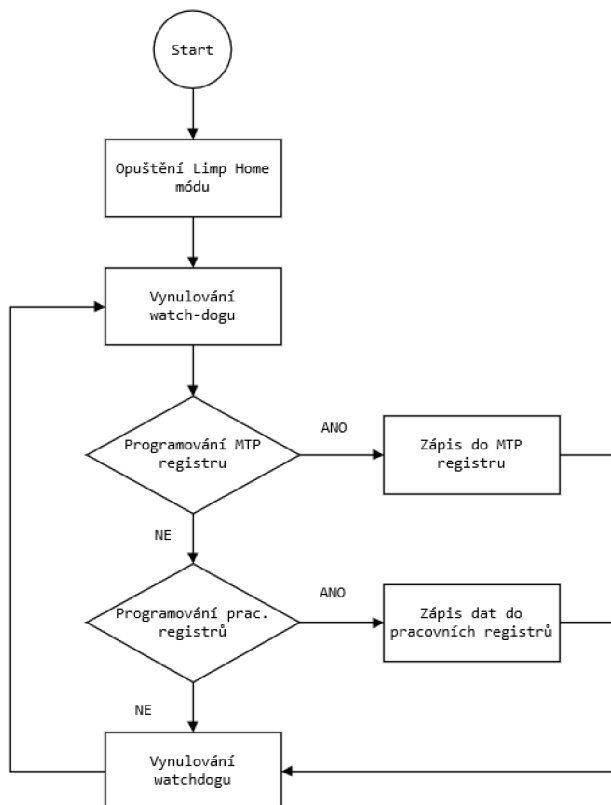 Start
Opuštění Limp Home
módu
Vynulování
watch-dogu
Programování MTP
registru
ANO
Zápis do MTP
registru
NE
Programování prac.
registrů
ANO
Zápis dat do
pracovních registrů
NE
Vynulování
watchdogu